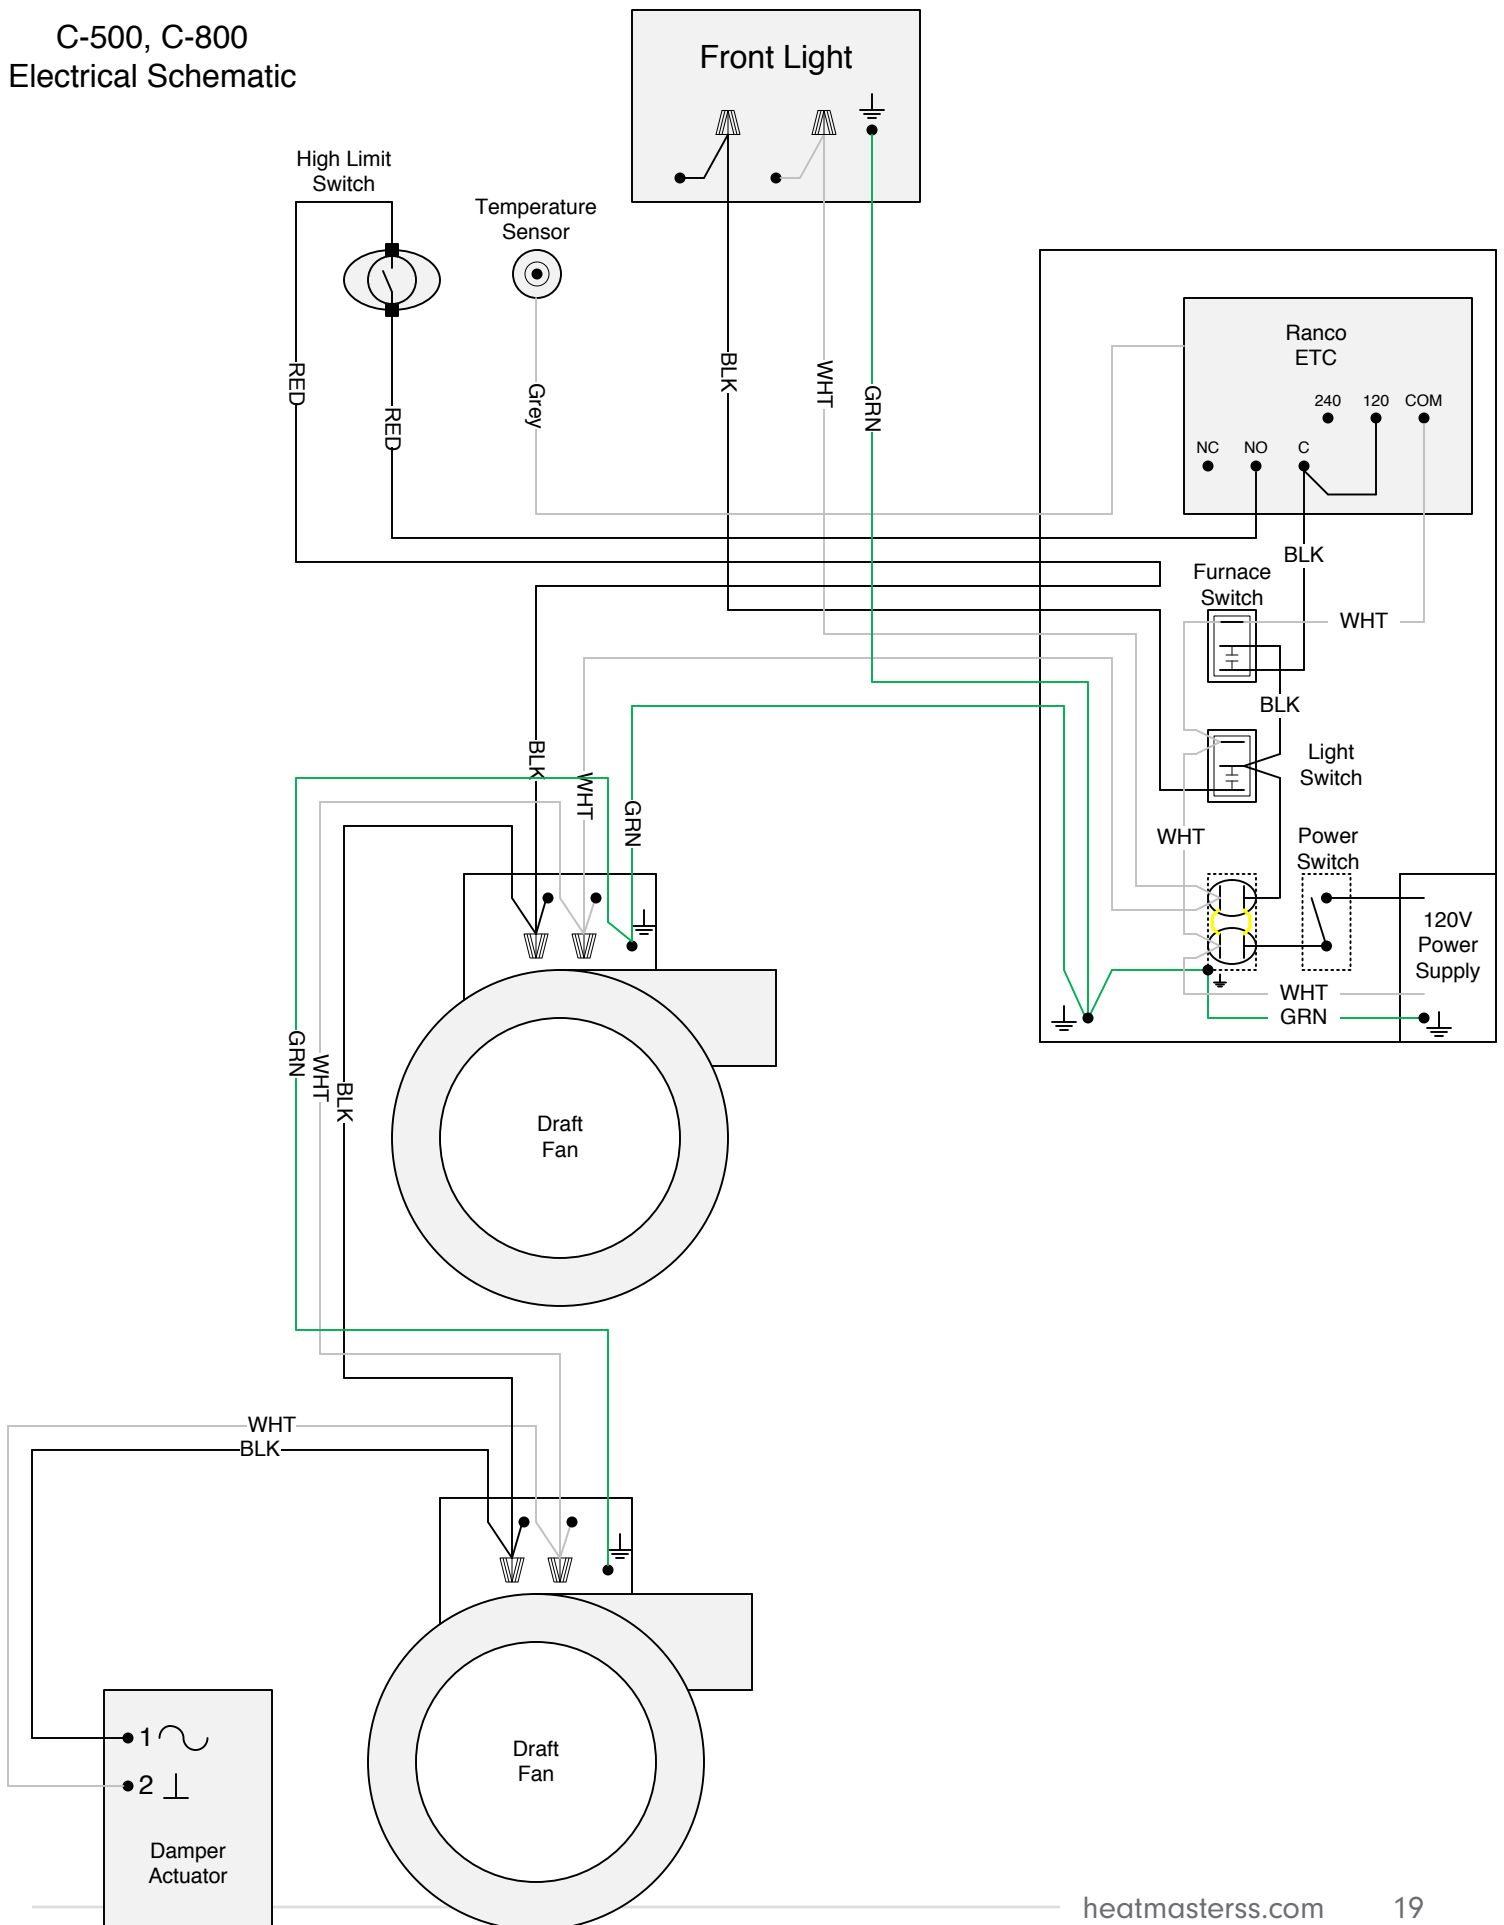 C-500, C-800
Electrical Schematic
Front Light
High Limit
Switch
Temperature
Sensor
RED
RED
Grey
BLK
WHT
GRN
Ranco
ETC
240
120
COM
NC
NO
C
BLK
Furnace
Switch
WHT
BLK
Light
Switch
WHT
Power
Switch
120V
Power
Supply
WHT
GRN
BLK
WHT
GRN
GRN
WHT
BLK
Draft
Fan
WHT
BLK
Draft
Fan
1
2
Damper
Actuator
heatmasterss.com 19